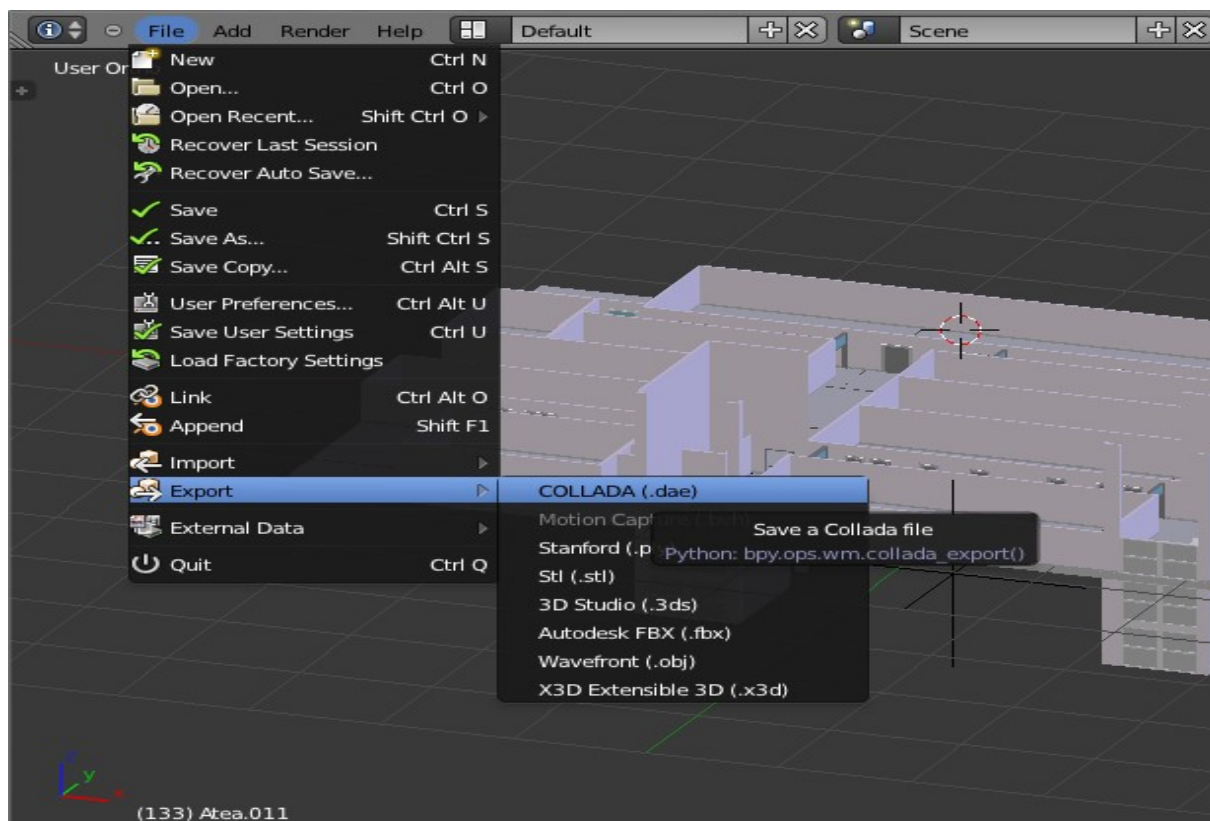 File Add Render Help Default Scene
User Or
New Ctrl N
Open... Ctrl O
Open Recent... Shift Ctrl O
Recover Last Session
Recover Auto Save...
Save Ctrl S
Save As... Shift Ctrl S
Save Copy... Ctrl Alt S
User Preferences... Ctrl Alt U
Save User Settings Ctrl U
Load Factory Settings
Link Ctrl Alt O
Append Shift F1
Import
Export
External Data
Quit Ctrl Q
COLLADA (.dae)
Motion Capture (.bvh)
Stanford (.p
Stl (.stl)
3D Studio (.3ds)
Autodesk FBX (.fbx)
Wavefront (.obj)
X3D Extensible 3D (.x3d)
Save a Collada file
Python: bpy.ops.wm.collada_export()
z
y
x
(133) Atea.011